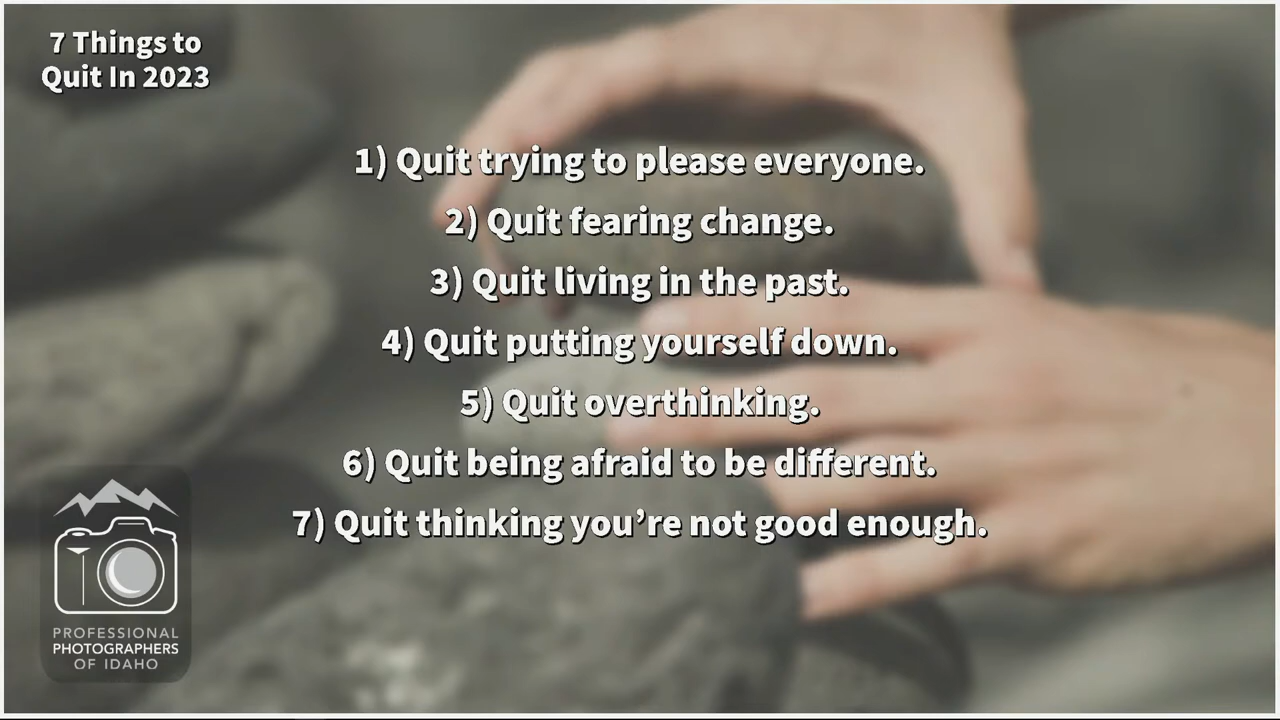 7 Things to
Quit In 2023
1) Quit trying to please everyone.
2) Quit fearing change.
3) Quit living in the past.
4) Quit putting yourself down.
5) Quit overthinking.
6) Quit being afraid to be different.
7) Quit thinking you’re not good enough.
PROFESSIONAL
PHOTOGRAPHERS
OF IDAHO